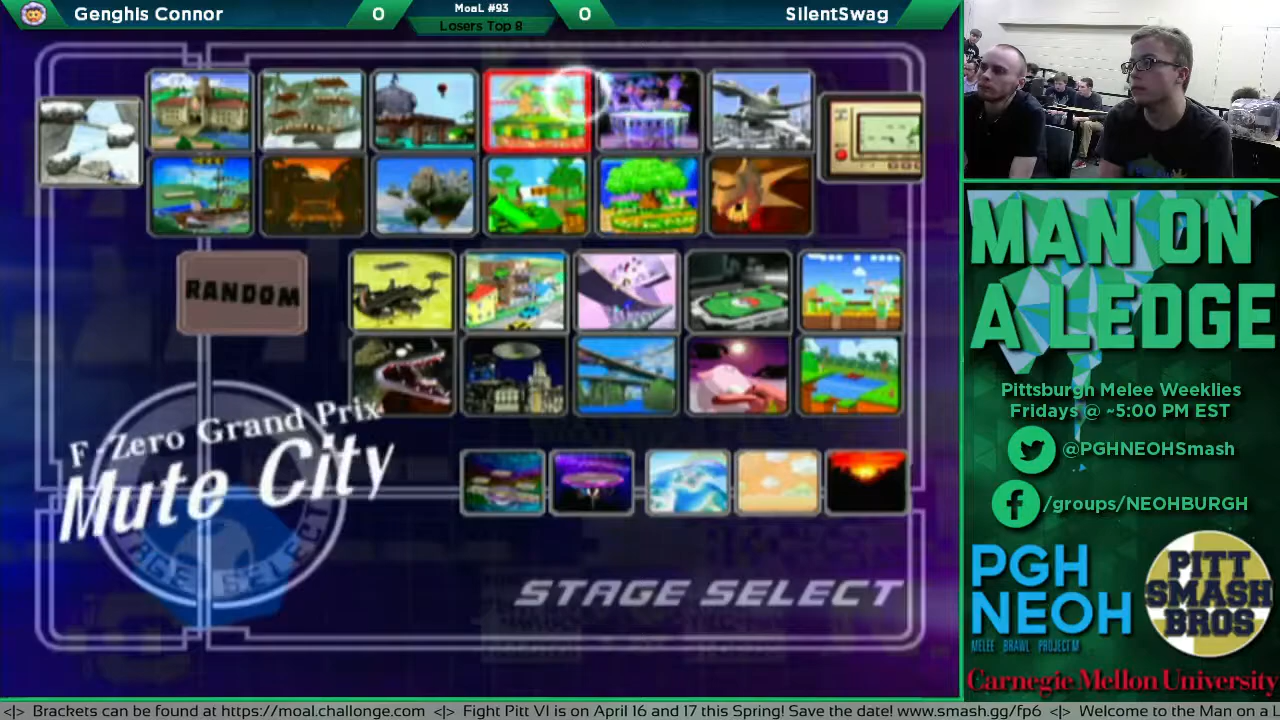 Genghis Connor
0
MoaL #93
Losers Top 8
0
SilentSwag
RANDOM
F-Zero Grand Prix
Mute City
STAGE SELECT
STAGE SELECT
MAN ON
A LEDGE
Pittsburgh Melee Weeklies
Fridays @ ~5:00 PM EST
@PGHNEOHSmash
/groups/NEOHBURGH
PGH
NEOH
MELEE BRAWL PROJECT M
PITT
SMASH
BROS
Carnegie Mellon University
<|> Brackets can be found at https://moal.challonge.com <|> Fight Pitt VI is on April 16 and 17 this Spring! Save the date! www.smash.gg/fp6 <|> Welcome to the Man on a L